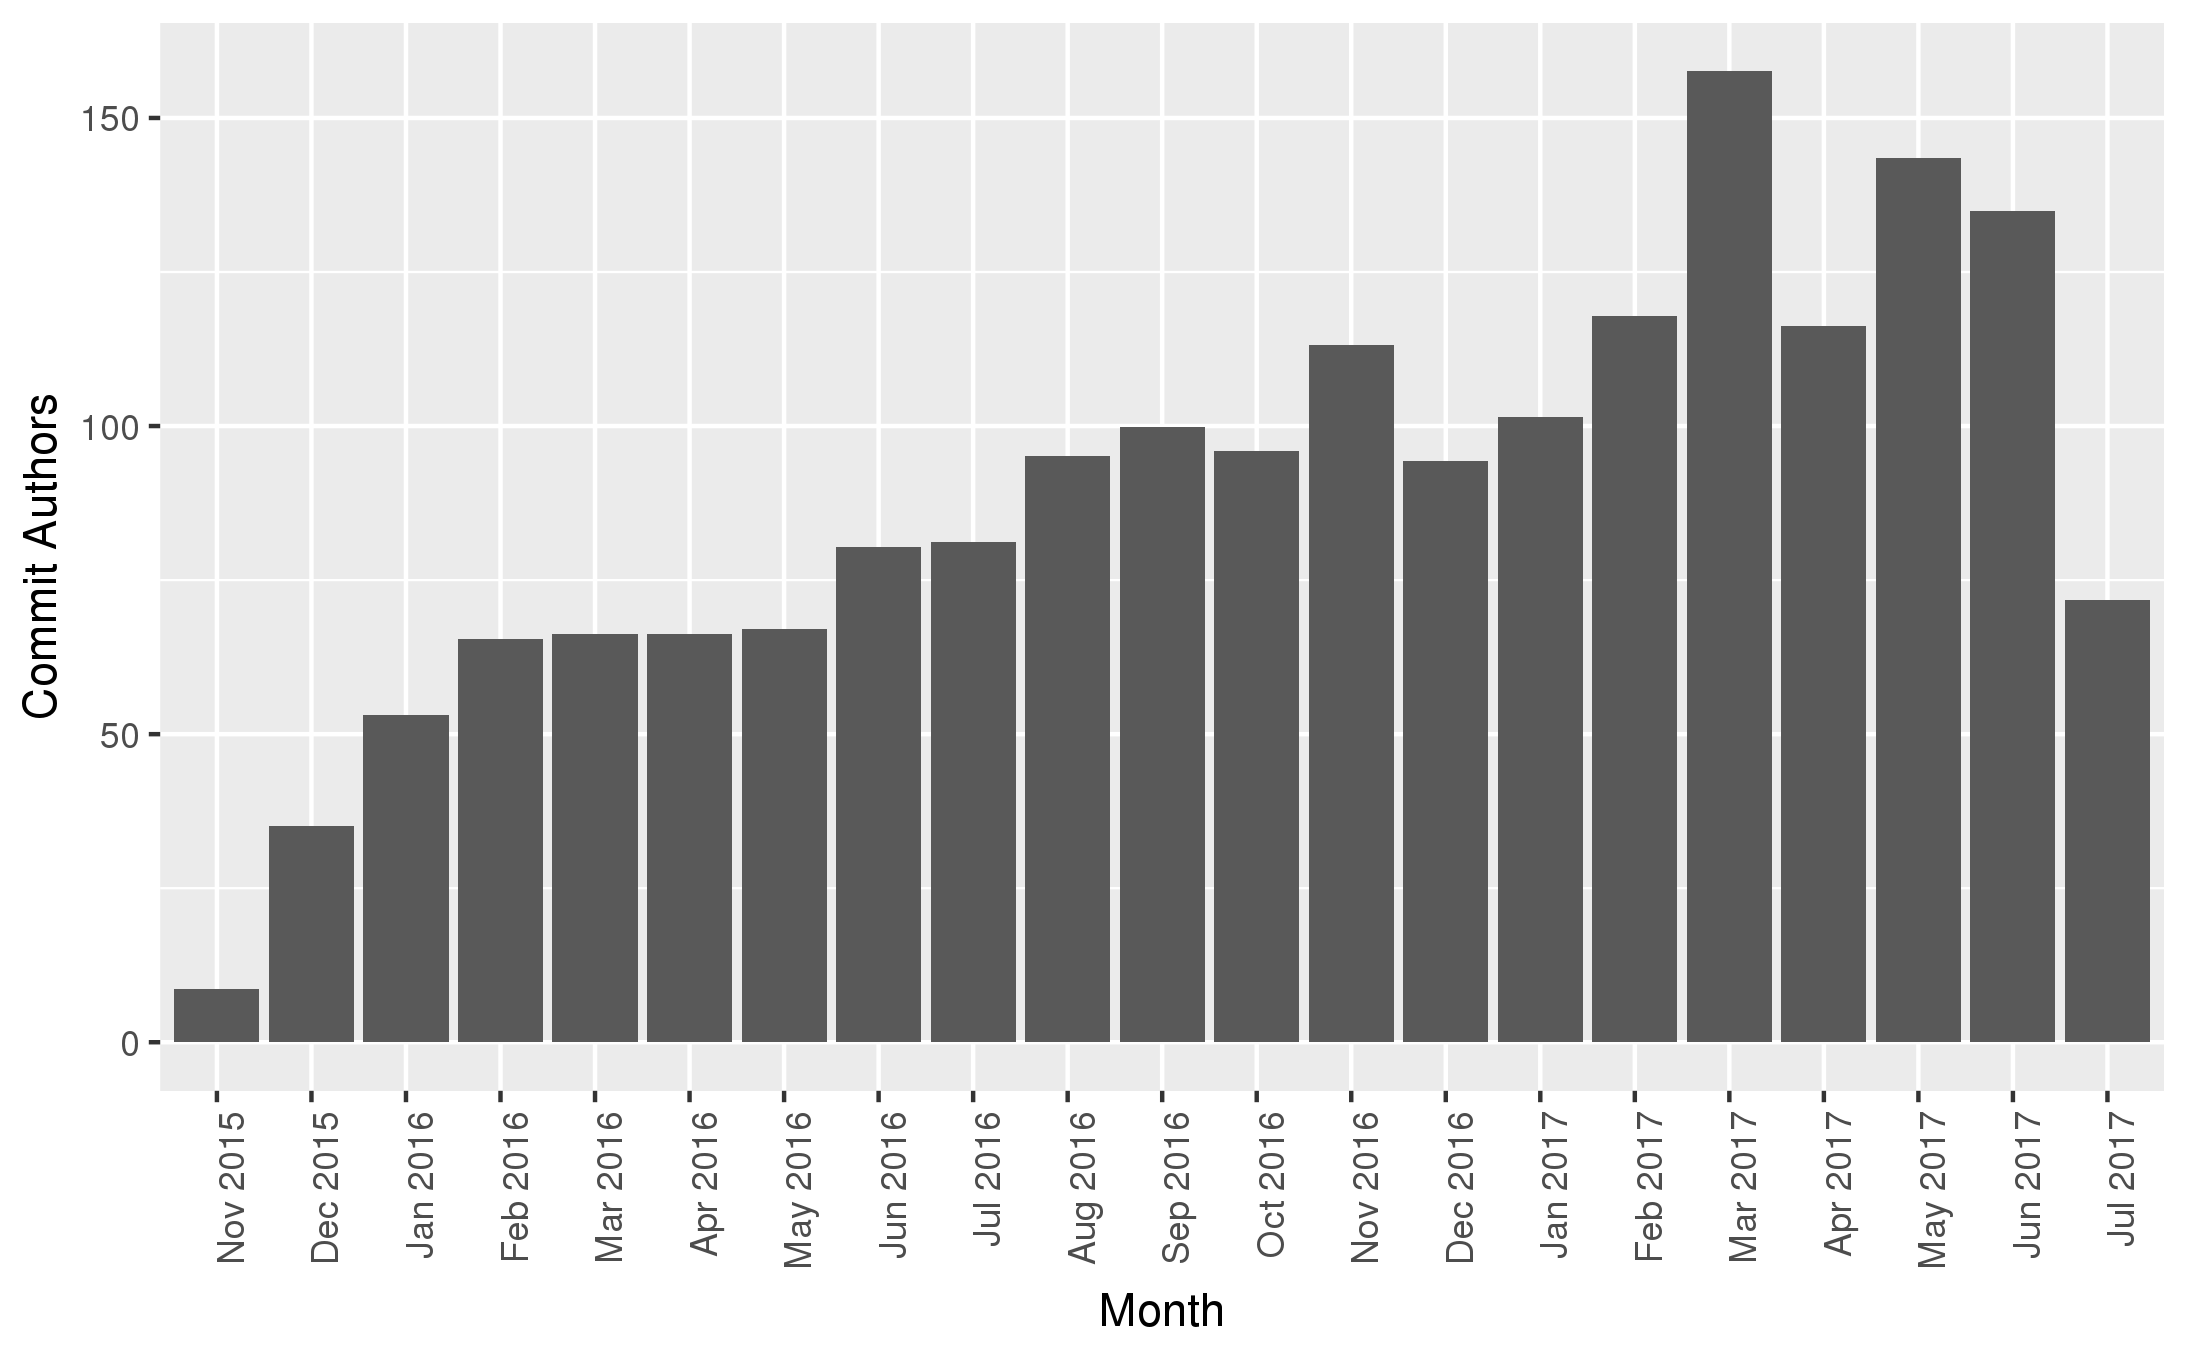 Commit Authors
150
100
50
0
Nov 2015
Dec 2015
Jan 2016
Feb 2016
Mar 2016
Apr 2016
May 2016
Jun 2016
Jul 2016
Aug 2016
Sep 2016
Oct 2016
Nov 2016
Dec 2016
Jan 2017
Feb 2017
Mar 2017
Apr 2017
May 2017
Jun 2017
Jul 2017
Month